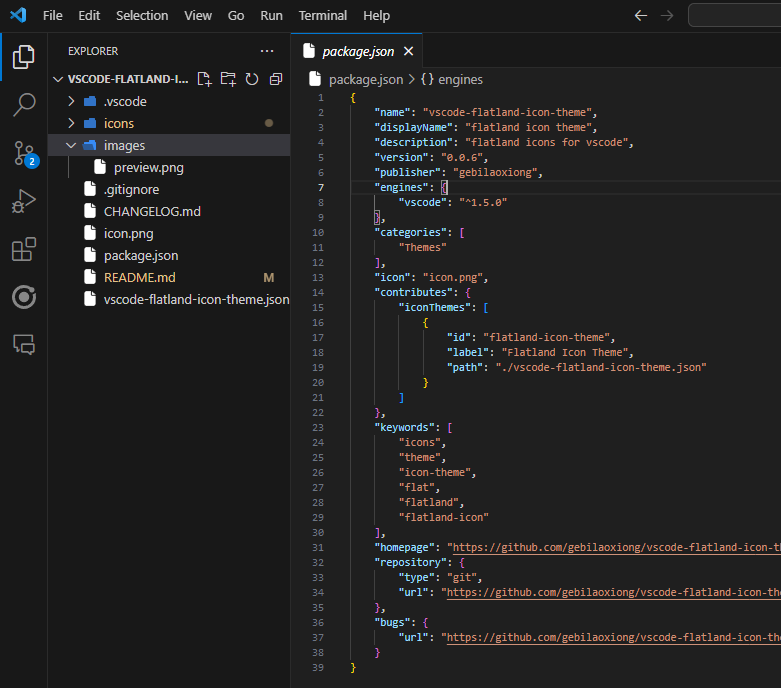 File Edit Selection View Go Run Terminal Help
EXPLORER
VSCODE-FLATLAND-I...
.vscode
icons
images
preview.png
.gitignore
CHANGELOG.md
icon.png
package.json
README.md M
vscode-flatland-icon-theme.json
2
package.json
package.json > {} engines
1 {
2 "name": "vscode-flatland-icon-theme",
3 "displayName": "flatland icon theme",
4 "description": "flatland icons for vscode",
5 "version": "0.0.6",
6 "publisher": "gebilaoxiong",
7 "engines": {
8 "vscode": "^1.5.0"
9 },
10 "categories": [
11 "Themes"
12 ],
13 "icon": "icon.png",
14 "contributes": {
15 "iconThemes": [
16 {
17 "id": "flatland-icon-theme",
18 "label": "Flatland Icon Theme",
19 "path": "./vscode-flatland-icon-theme.json"
20 }
21 ]
22 },
23 "keywords": [
24 "icons",
25 "theme",
26 "icon-theme",
27 "flat",
28 "flatland",
29 "flatland-icon"
30 ],
31 "homepage": "https://github.com/gebilaoxiong/vscode-flatland-icon-t
32 "repository": {
33 "type": "git",
34 "url": "https://github.com/gebilaoxiong/vscode-flatland-icon-the
35 },
36 "bugs": {
37 "url": "https://github.com/gebilaoxiong/vscode-flatland-icon-the
38 }
39 }